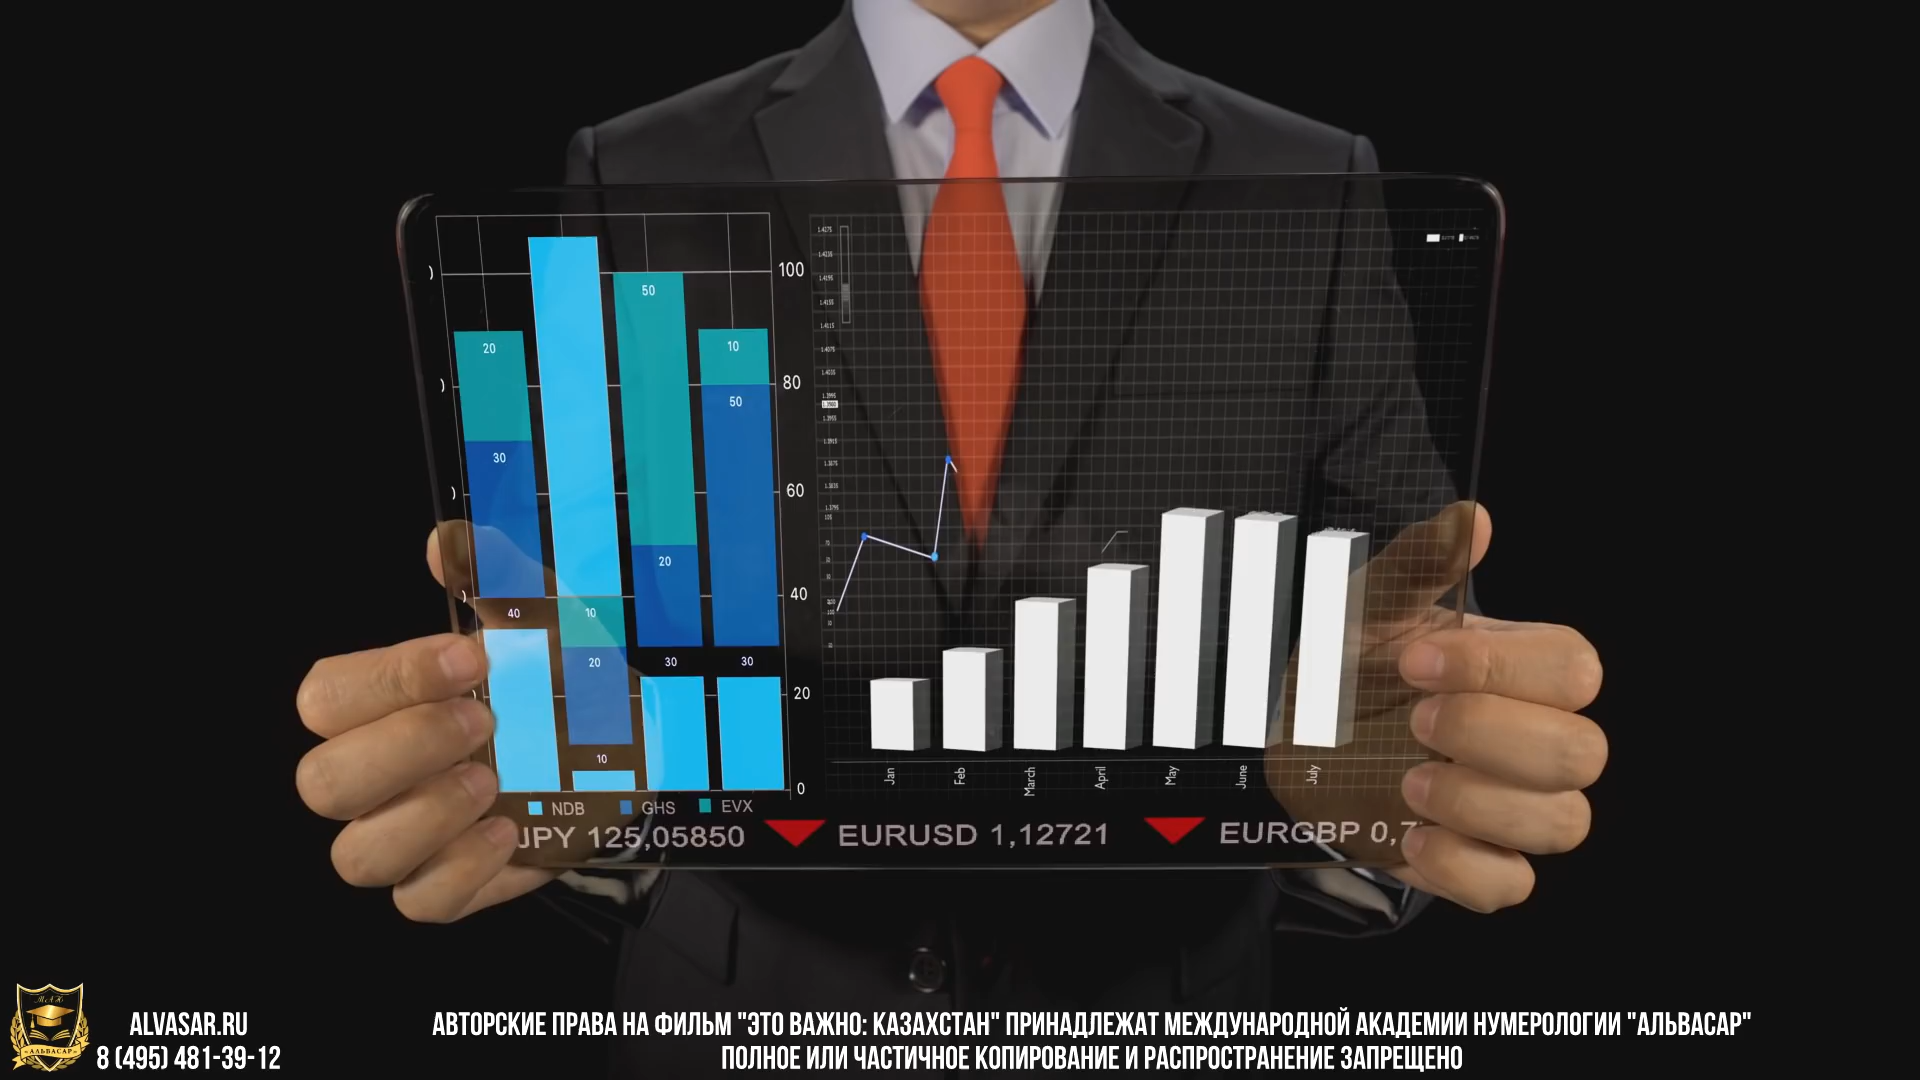 100
80
60
40
20
0
20
30
40
10
20
10
50
20
30
10
50
30
NDB
GHS
EVX
Jan
Feb
March
April
May
June
July
JPY 125,05850
EURUSD 1,12721
EURGBP 0,7
АЛЬВАСАР
ALVASAR.RU
8 (495) 481-39-12
АВТОРСКИЕ ПРАВА НА ФИЛЬМ "ЭТО ВАЖНО: КАЗАХСТАН" ПРИНАДЛЕЖАТ МЕЖДУНАРОДНОЙ АКАДЕМИИ НУМЕРОЛОГИИ "АЛЬВАСАР"
ПОЛНОЕ ИЛИ ЧАСТИЧНОЕ КОПИРОВАНИЕ И РАСПРОСТРАНЕНИЕ ЗАПРЕЩЕНО